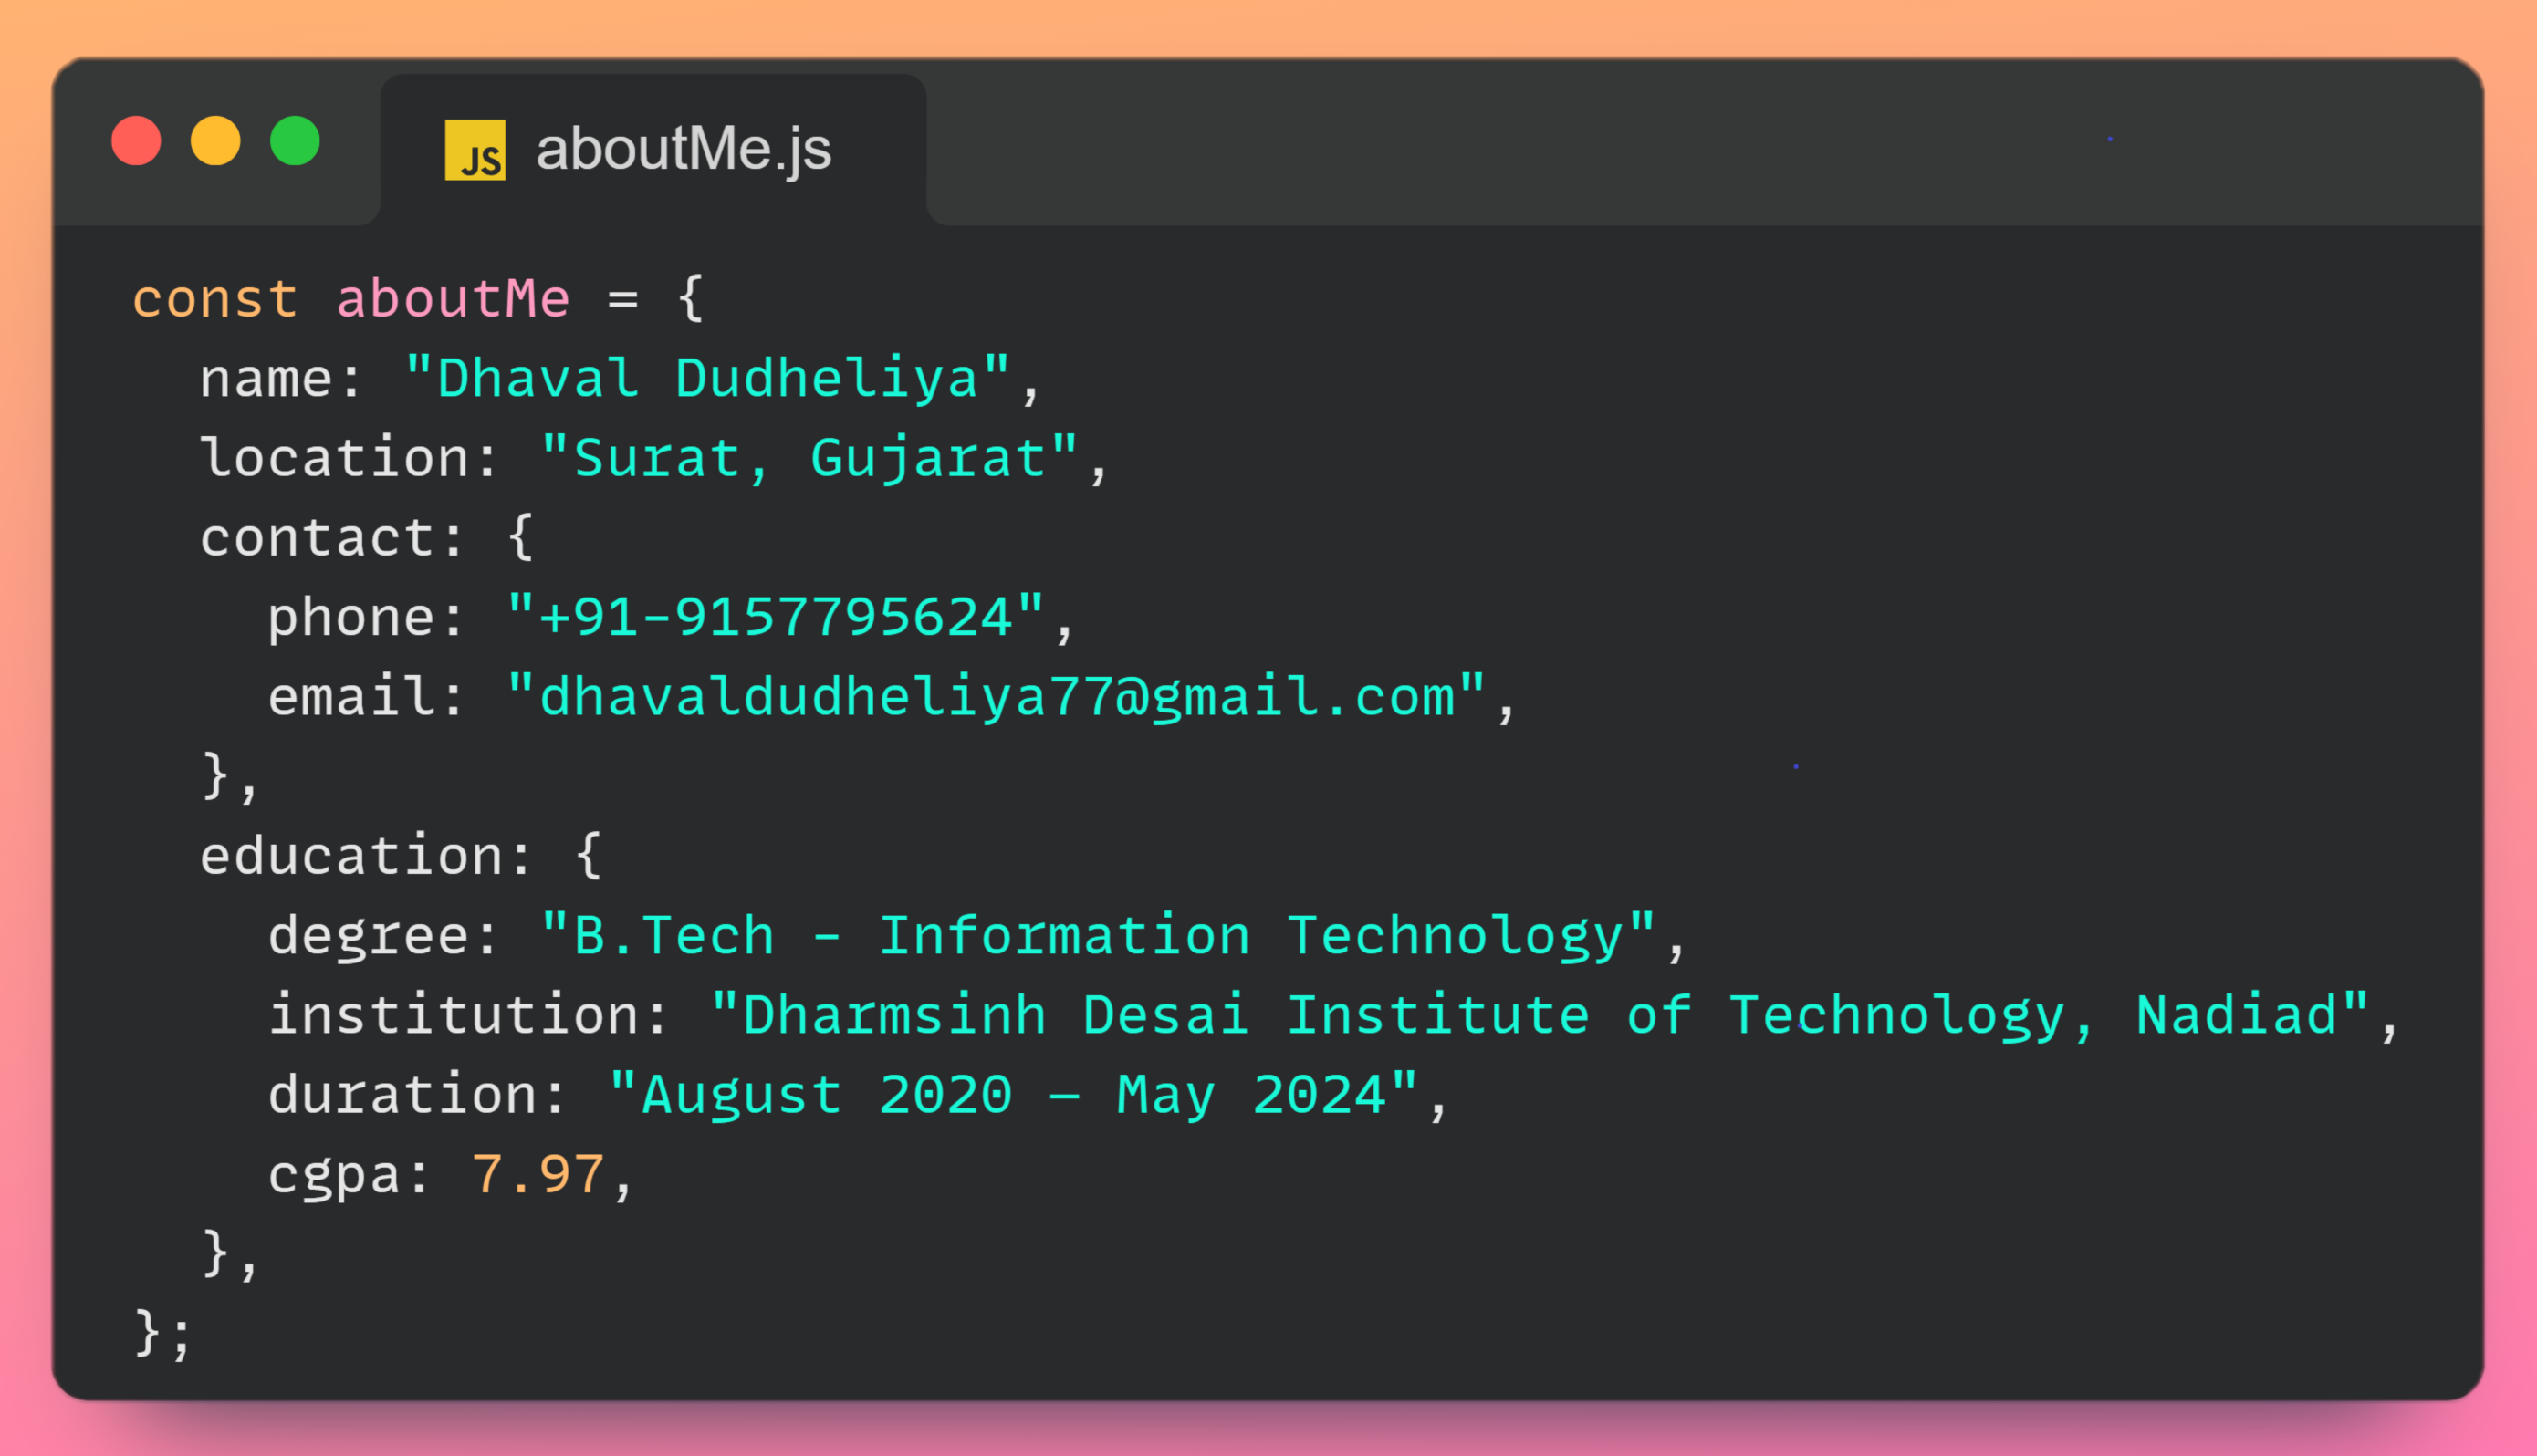 JS aboutMe.js
const aboutMe = {
  name: "Dhaval Dudheliya",
  location: "Surat, Gujarat",
  contact: {
    phone: "+91-9157795624",
    email: "dhavaldudheliya77@gmail.com",
  },
  education: {
    degree: "B.Tech - Information Technology",
    institution: "Dharmsinh Desai Institute of Technology, Nadiad",
    duration: "August 2020 – May 2024",
    cgpa: 7.97,
  },
};